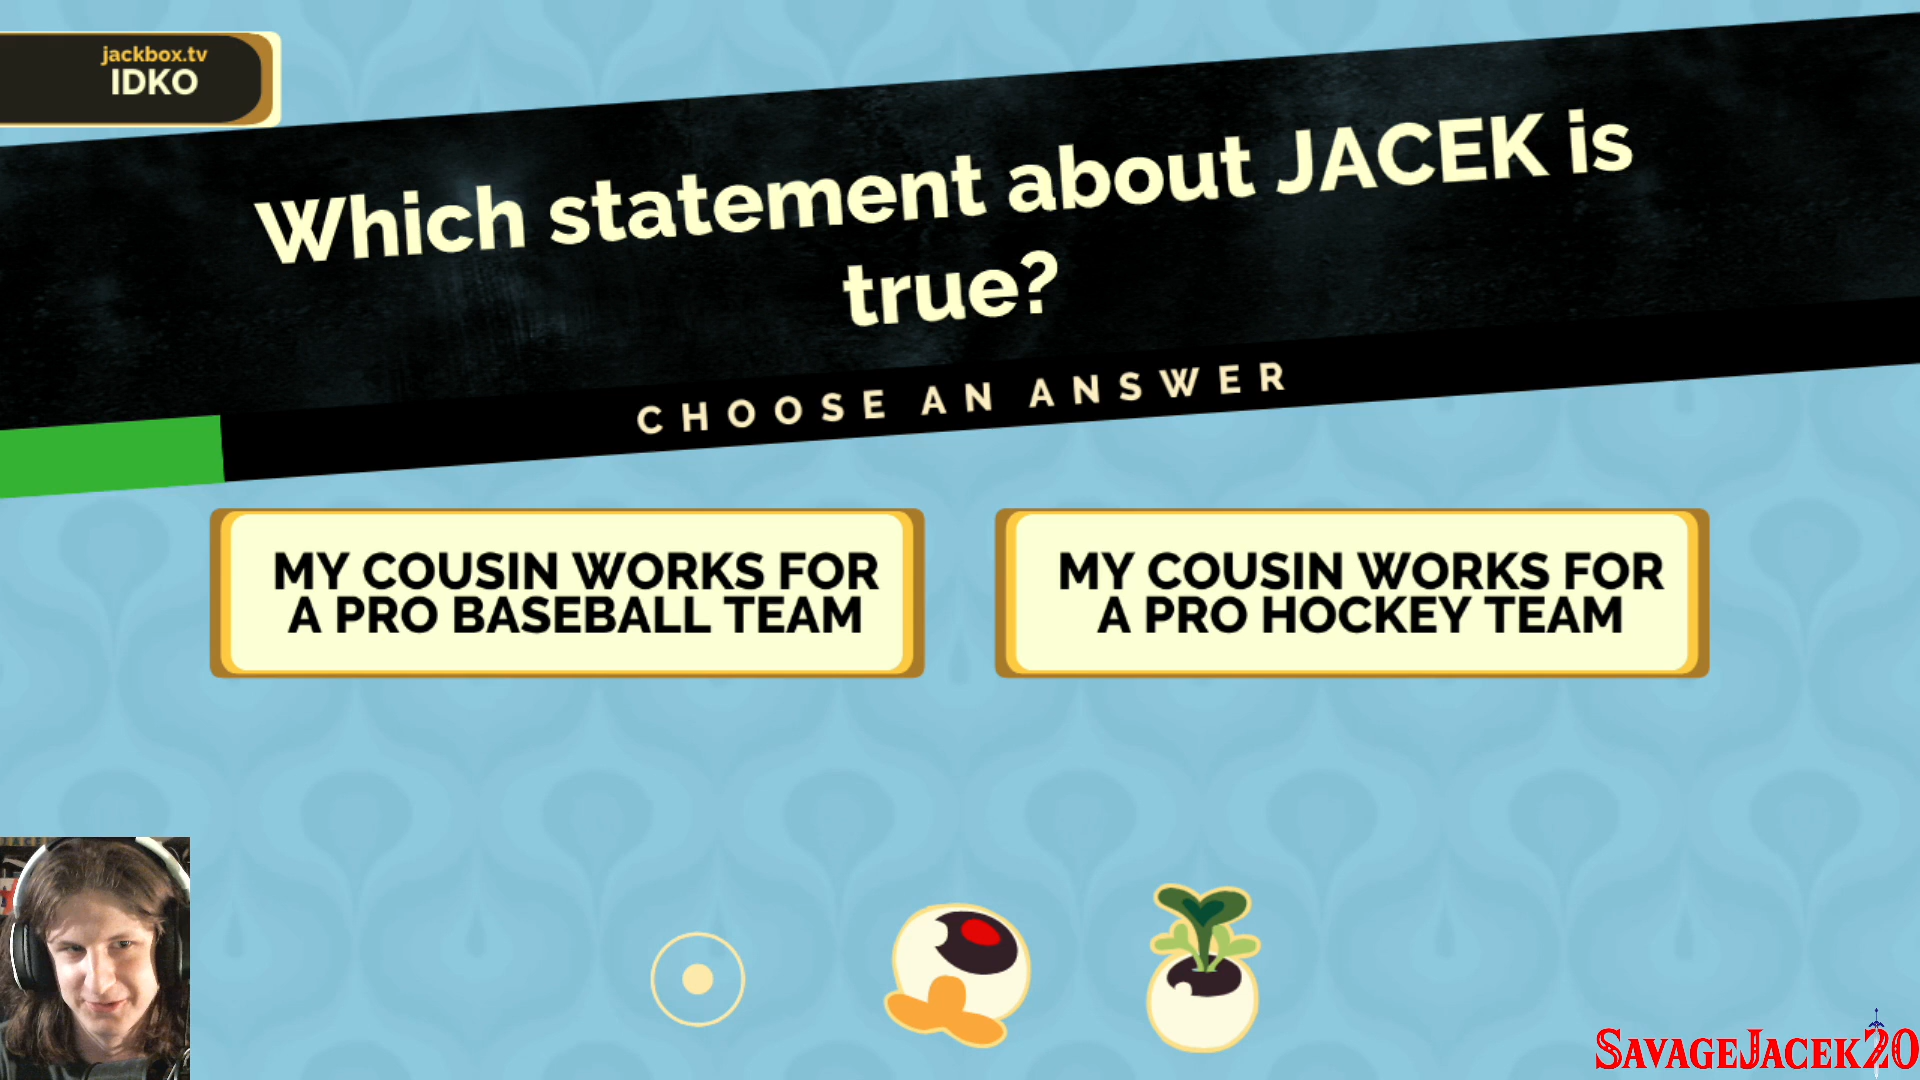 jackbox.tv
IDKO
Which statement about JACEK is
true?
CHOOSE AN ANSWER
MY COUSIN WORKS FOR
A PRO BASEBALL TEAM
MY COUSIN WORKS FOR
A PRO HOCKEY TEAM
SAVAGEJACEK20